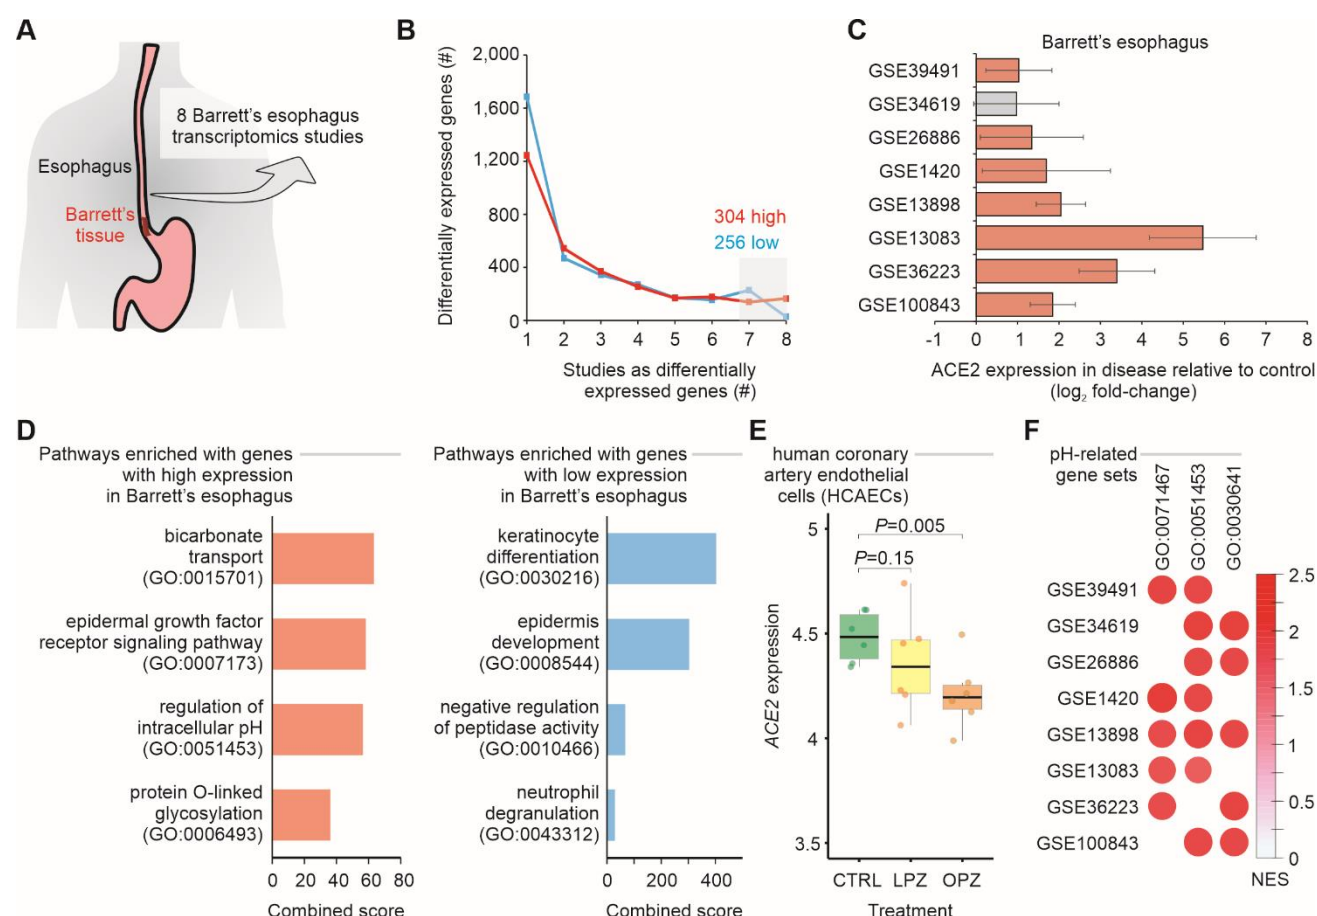 A
8 Barrett's esophagus
transcriptomics studies
Esophagus
Barrett's
tissue
B
Differentially expressed genes (#)
2,000
1,600
1,200
800
400
0
304 high
256 low
1 2 3 4 5 6 7 8
Studies as differentially
expressed genes (#)
C
Barrett's esophagus
GSE39491
GSE34619
GSE26886
GSE1420
GSE13898
GSE13083
GSE36223
GSE100843
-1 0 1 2 3 4 5 6 7 8
ACE2 expression in disease relative to control
(log₂ fold-change)
D
Pathways enriched with genes
with high expression
in Barrett's esophagus
bicarbonate
transport
(GO:0015701)
epidermal growth factor
receptor signaling pathway
(GO:0007173)
regulation of
intracellular pH
(GO:0051453)
protein O-linked
glycosylation
(GO:0006493)
0 20 40 60 80
Combined score
Pathways enriched with genes
with low expression
in Barrett's esophagus
keratinocyte
differentiation
(GO:0030216)
epidermis
development
(GO:0008544)
negative regulation
of peptidase activity
(GO:0010466)
neutrophil
degranulation
(GO:0043312)
0 200 400
Combined score
E
human coronary
artery endothelial
cells (HCAECs)
ACE2 expression
5
4.5
4
3.5
P=0.005
P=0.15
CTRL LPZ OPZ
Treatment
F
pH-related
gene sets
GO:0071467
GO:0051453
GO:0030641
GSE39491
GSE34619
GSE26886
GSE1420
GSE13898
GSE13083
GSE36223
GSE100843
2.5
2
1.5
1
0.5
0
NES